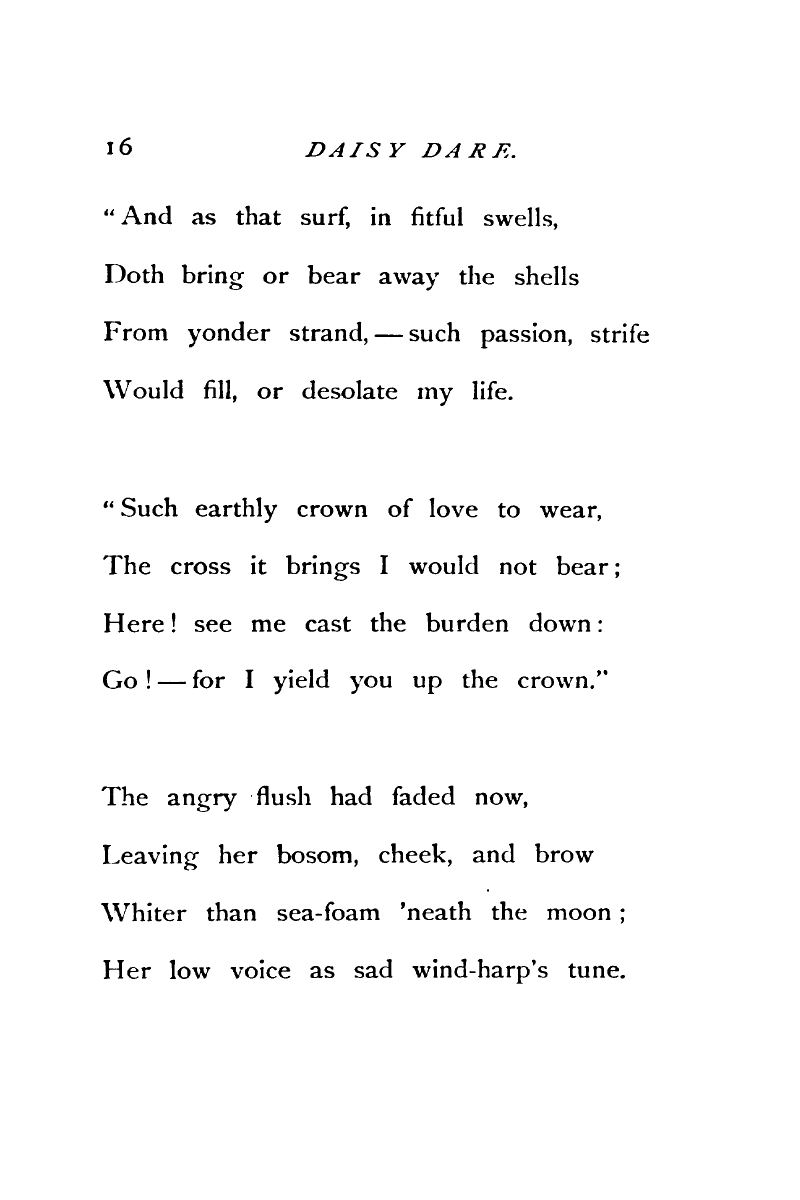 16 DAISY DARE.
“And as that surf, in fitful swells,
Doth bring or bear away the shells
From yonder strand, — such passion, strife
Would fill, or desolate my life.
“Such earthly crown of love to wear,
The cross it brings I would not bear;
Here! see me cast the burden down:
Go! — for I yield you up the crown.”
The angry flush had faded now,
Leaving her bosom, cheek, and brow
Whiter than sea-foam ’neath the moon;
Her low voice as sad wind-harp’s tune.